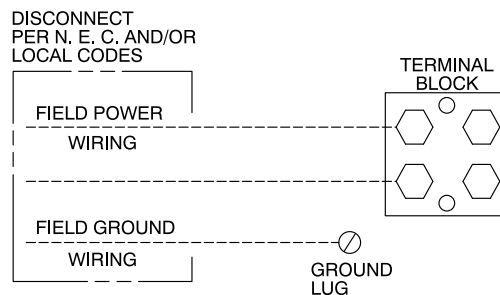 DISCONNECT
PER N. E. C. AND/OR
LOCAL CODES
TERMINAL
BLOCK
FIELD POWER
WIRING
FIELD GROUND
WIRING
GROUND
LUG